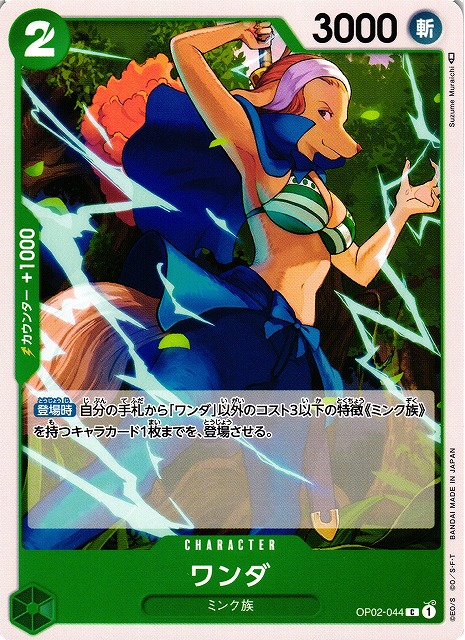 2
3000
斬
Suzume Muraichi
カウンター +1000
登場時 自分の手札から「ワンダ」以外のコスト3以下の特徴《ミンク族》
を持つキャラカード1枚までを、登場させる。
CHARACTER
ワンダ
ミンク族
OP02-044 C 1
©EO/S ©O/S・F・T BANDAI MADE IN JAPAN